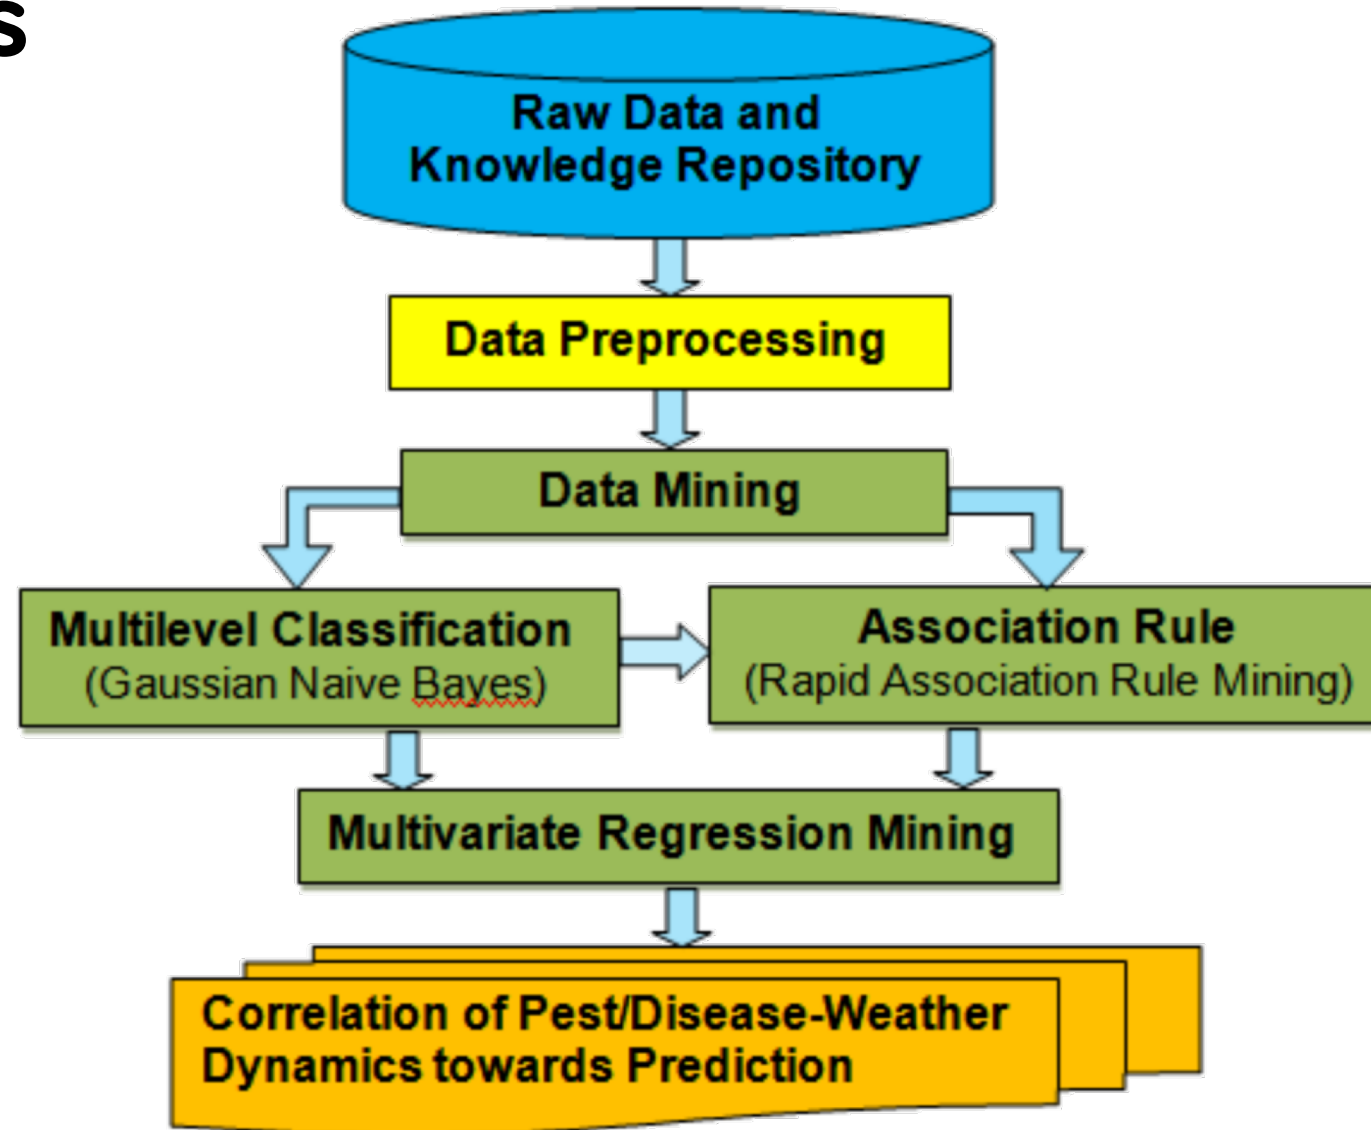 s
Raw Data and
Knowledge Repository
Data Preprocessing
Data Mining
Multilevel Classification
(Gaussian Naive Bayes)
Association Rule
(Rapid Association Rule Mining)
Multivariate Regression Mining
Correlation of Pest/Disease-Weather
Dynamics towards Prediction